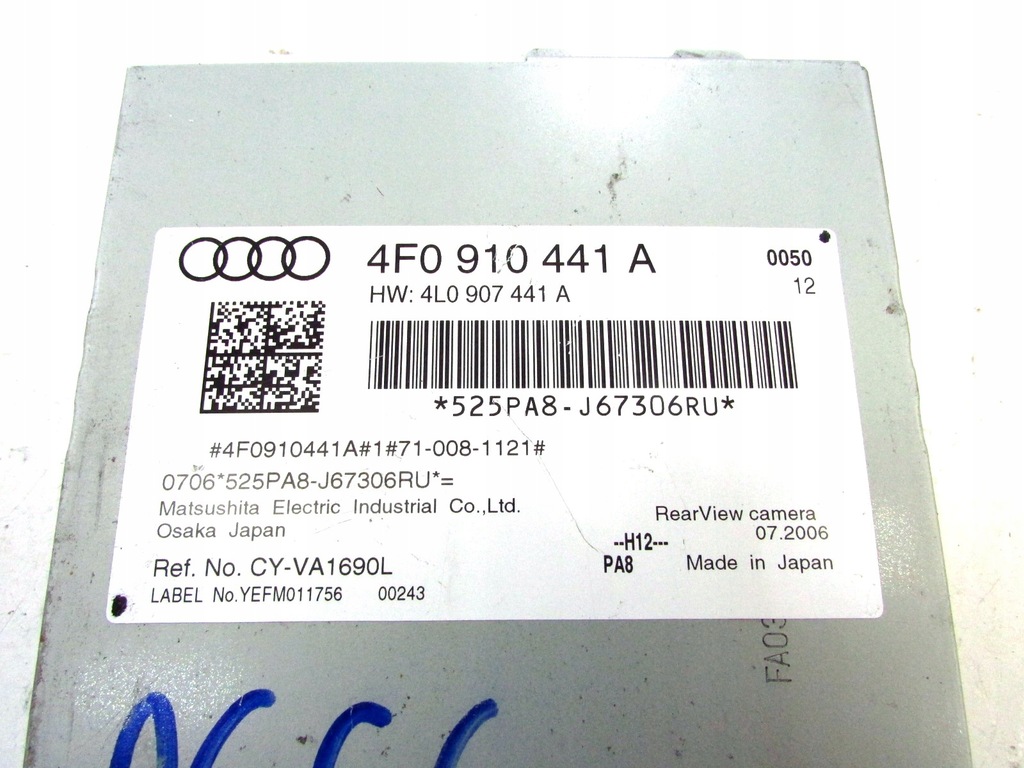 4F0 910 441 A
0050
HW: 4L0 907 441 A
12
*525PA8-J67306RU*
#4F0910441A#1#71-008-1121#
0706*525PA8-J67306RU*=
Matsushita Electric Industrial Co.,Ltd.
Osaka Japan
RearView camera
07.2006
--H12---
PA8
Made in Japan
Ref. No. CY-VA1690L
LABEL No.YEFM011756 00243